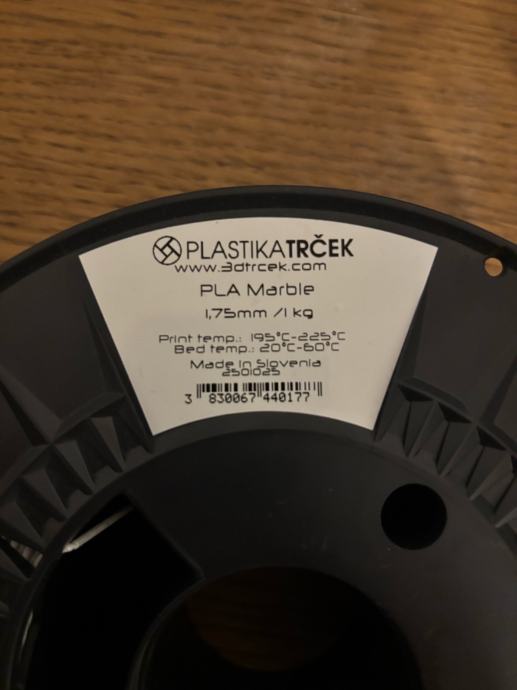 PLASTIKATRČEK
www.3dtrcek.com
PLA Marble
1,75mm /1 kg
Print temp.: 195°C-225°C
Bed temp.: 20°C-60°C
Made in Slovenia
2501025
3 830067 440177